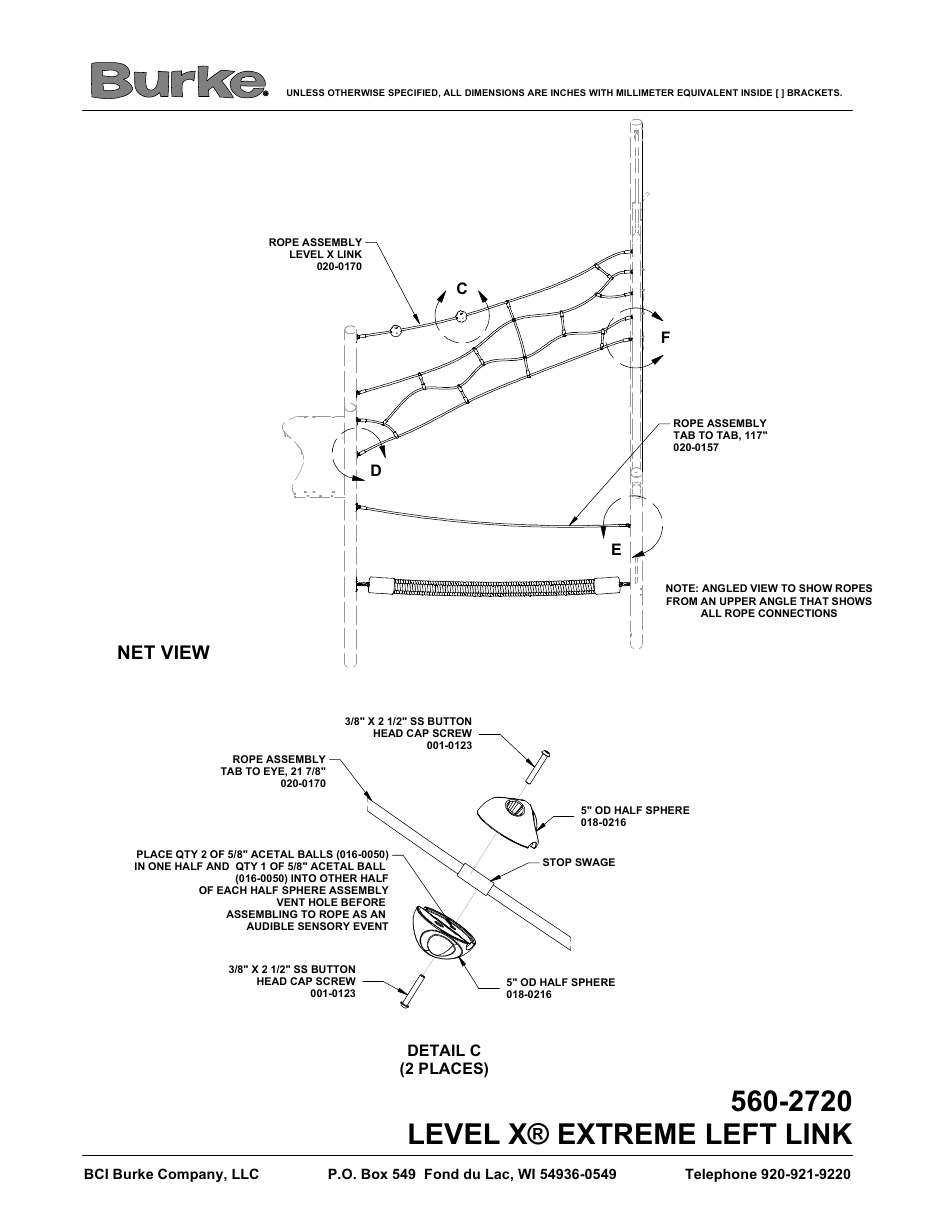 Burke
UNLESS OTHERWISE SPECIFIED, ALL DIMENSIONS ARE INCHES WITH MILLIMETER EQUIVALENT INSIDE [ ] BRACKETS.
ROPE ASSEMBLY
LEVEL X LINK
020-0170
C
F
ROPE ASSEMBLY
TAB TO TAB, 117"
020-0157
D
E
NOTE: ANGLED VIEW TO SHOW ROPES
FROM AN UPPER ANGLE THAT SHOWS
ALL ROPE CONNECTIONS
NET VIEW
3/8" X 2 1/2" SS BUTTON
HEAD CAP SCREW
001-0123
ROPE ASSEMBLY
TAB TO EYE, 21 7/8"
020-0170
5" OD HALF SPHERE
018-0216
PLACE QTY 2 OF 5/8" ACETAL BALLS (016-0050)
IN ONE HALF AND QTY 1 OF 5/8" ACETAL BALL
(016-0050) INTO OTHER HALF
OF EACH HALF SPHERE ASSEMBLY
VENT HOLE BEFORE
ASSEMBLING TO ROPE AS AN
AUDIBLE SENSORY EVENT
STOP SWAGE
3/8" X 2 1/2" SS BUTTON
HEAD CAP SCREW
001-0123
5" OD HALF SPHERE
018-0216
DETAIL C
(2 PLACES)
560-2720
LEVEL X® EXTREME LEFT LINK
BCI Burke Company, LLC P.O. Box 549 Fond du Lac, WI 54936-0549 Telephone 920-921-9220